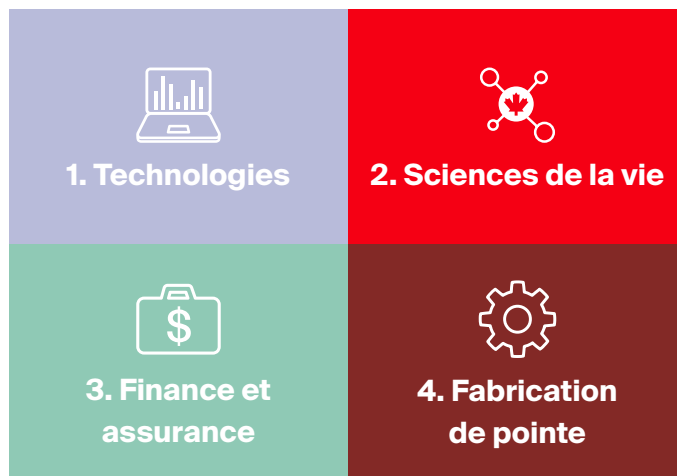 1. Technologies
2. Sciences de la vie
$
3. Finance et
assurance
4. Fabrication
de pointe